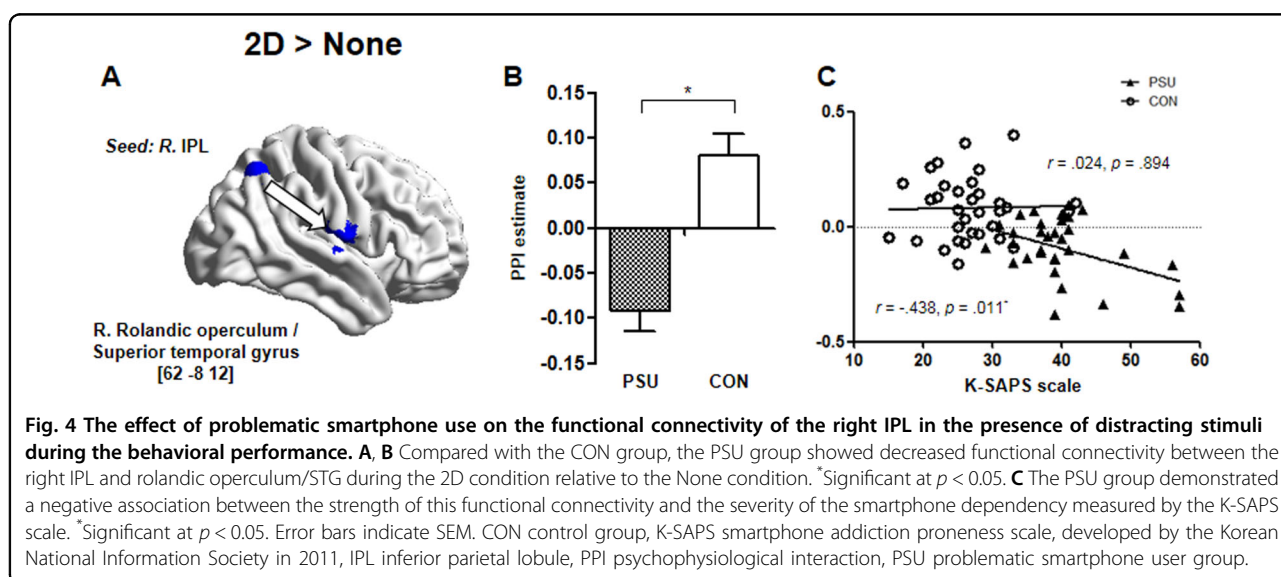 2D > None
A
Seed: R. IPL
R. Rolandic operculum /
Superior temporal gyrus
[62 -8 12]
B
*
0.15
0.10
0.05
0.00
-0.05
-0.10
-0.15
PPI estimate
PSU
CON
C
PSU
CON
0.5
0.0
-0.5
r = .024, p = .894
r = -.438, p = .011*
10
20
30
40
50
60
K-SAPS scale
Fig. 4 The effect of problematic smartphone use on the functional connectivity of the right IPL in the presence of distracting stimuli
during the behavioral performance. A, B Compared with the CON group, the PSU group showed decreased functional connectivity between the
right IPL and rolandic operculum/STG during the 2D condition relative to the None condition. *Significant at p < 0.05. C The PSU group demonstrated
a negative association between the strength of this functional connectivity and the severity of the smartphone dependency measured by the K-SAPS
scale. *Significant at p < 0.05. Error bars indicate SEM. CON control group, K-SAPS smartphone addiction proneness scale, developed by the Korean
National Information Society in 2011, IPL inferior parietal lobule, PPI psychophysiological interaction, PSU problematic smartphone user group.